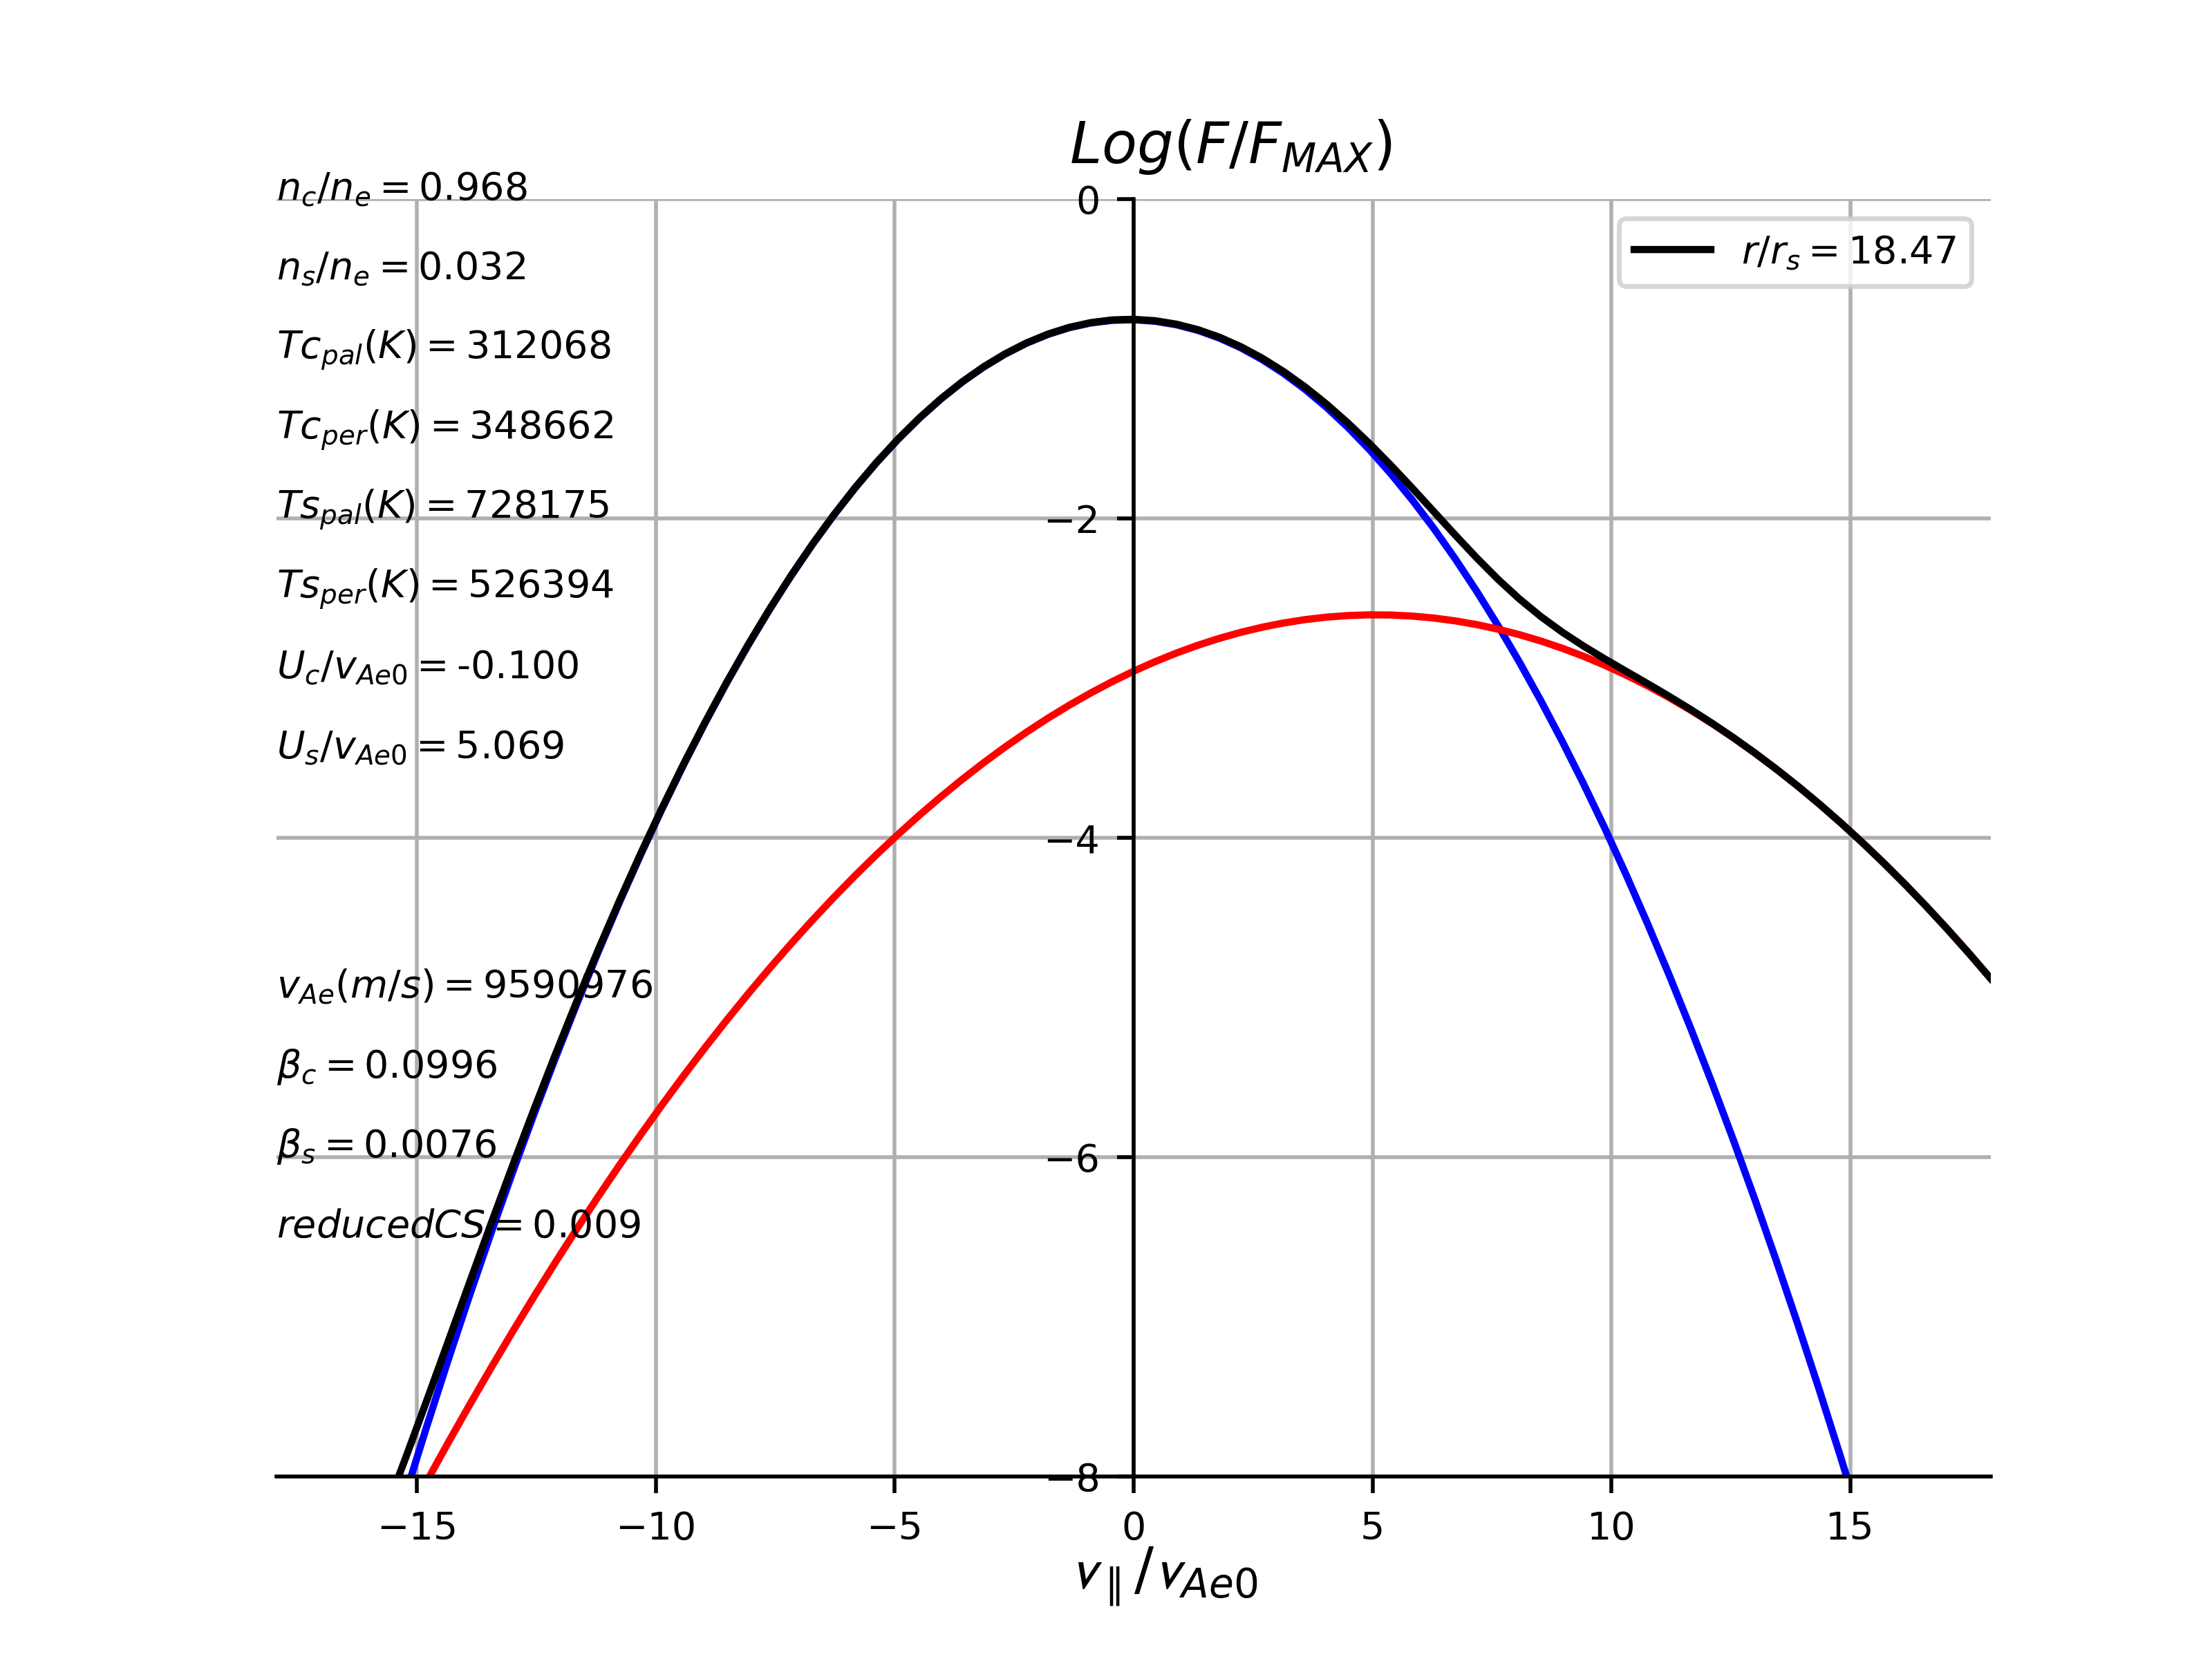 Log(F/F_MAX)
n_c/n_e = 0.968
0
r/r_s = 18.47
n_s/n_e = 0.032
Tc_pal(K) = 312068
Tc_per(K) = 348662
Ts_pal(K) = 728175
−2
Ts_per(K) = 526394
U_c/v_Ae0 = -0.100
U_s/v_Ae0 = 5.069
−4
v_Ae(m/s) = 9590976
β_c = 0.0996
β_s = 0.0076
−6
reducedCS = 0.009
−8
−15 −10 −5 0 5 10 15
v_∥/v_Ae0